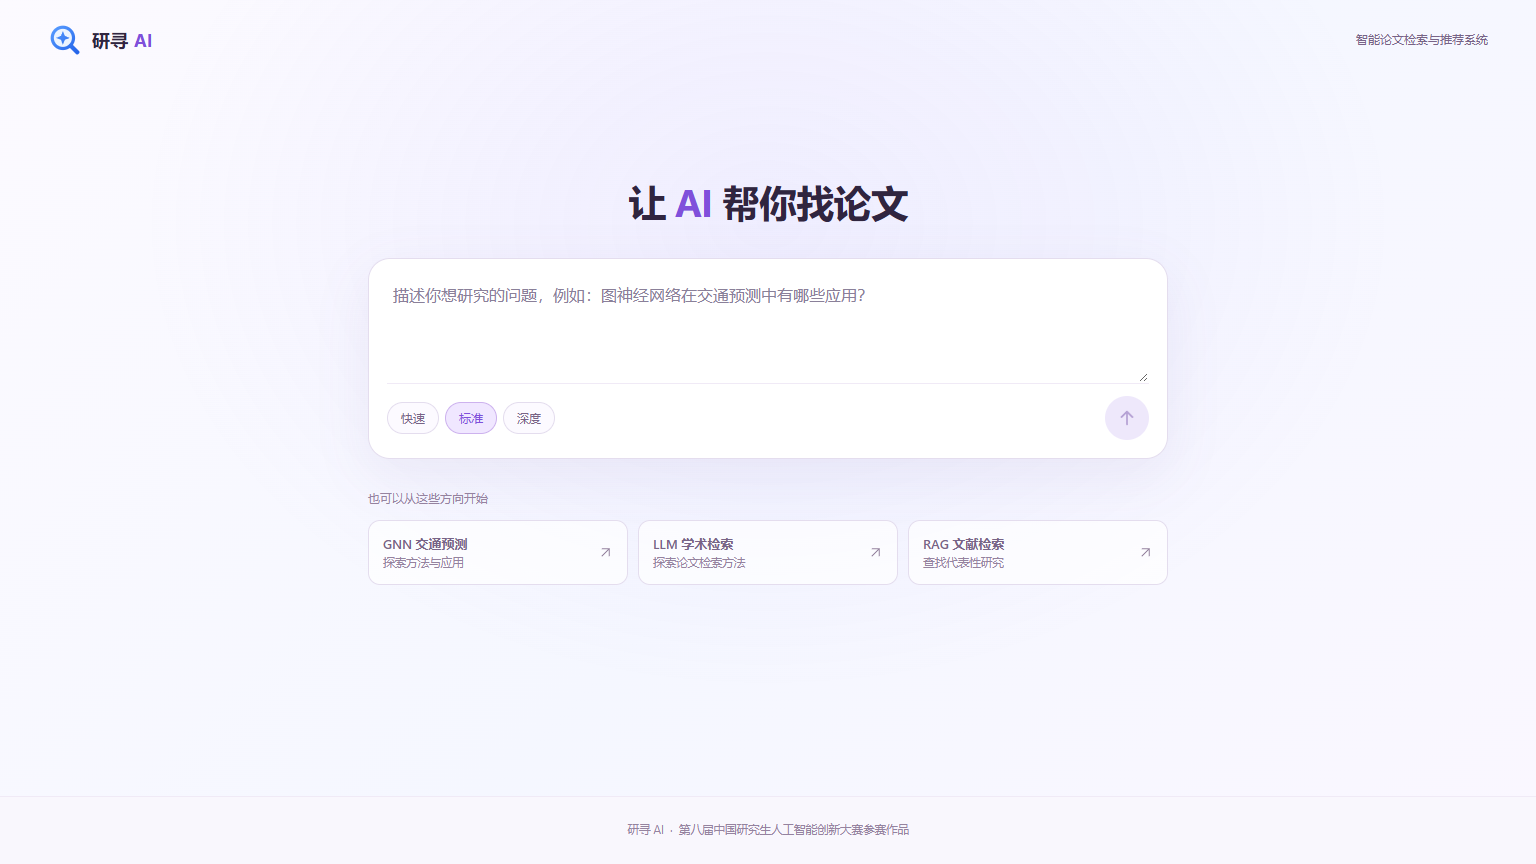 研寻 AI
智能论文检索与推荐系统
让 AI 帮你找论文
描述你想研究的问题，例如：图神经网络在交通预测中有哪些应用？
快速
标准
深度
也可以从这些方向开始
GNN 交通预测
探索方法与应用
LLM 学术检索
探索论文检索方法
RAG 文献检索
查找代表性研究
研寻 AI · 第八届中国研究生人工智能创新大赛参赛作品